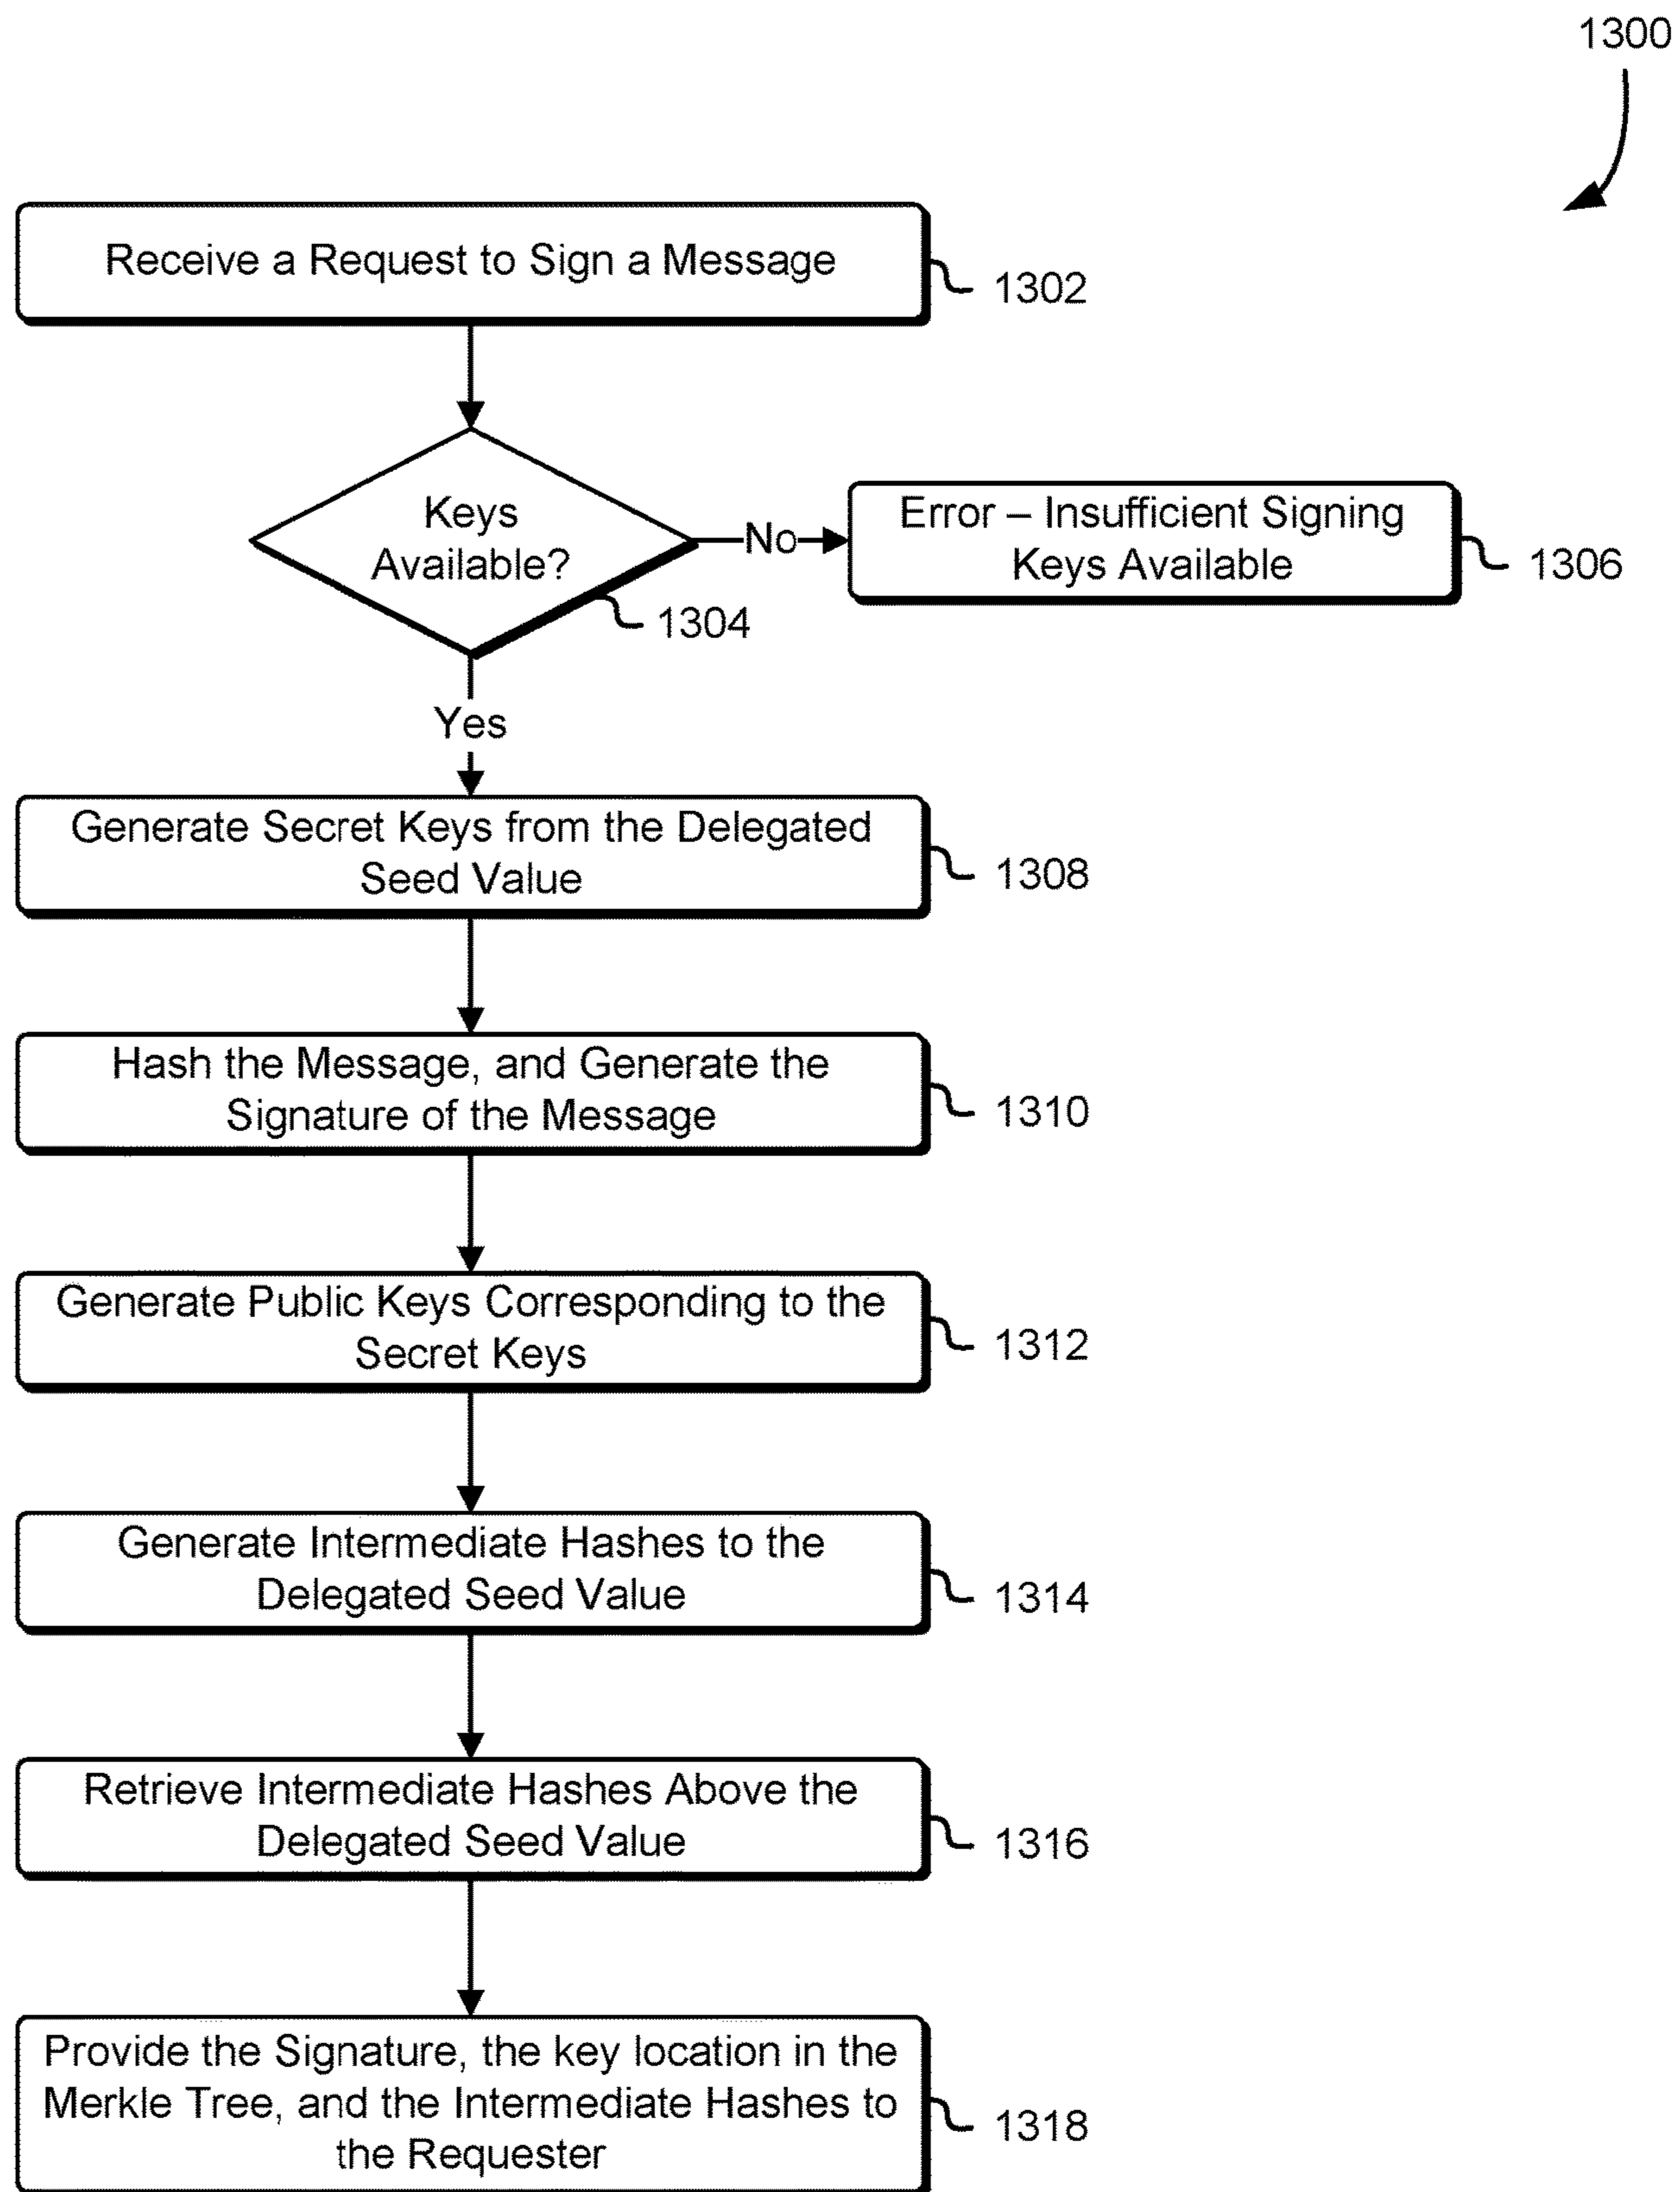 1300
Receive a Request to Sign a Message
1302
Keys
Available?
1304
No
Error – Insufficient Signing
Keys Available
1306
Yes
Generate Secret Keys from the Delegated
Seed Value
1308
Hash the Message, and Generate the
Signature of the Message
1310
Generate Public Keys Corresponding to the
Secret Keys
1312
Generate Intermediate Hashes to the
Delegated Seed Value
1314
Retrieve Intermediate Hashes Above the
Delegated Seed Value
1316
Provide the Signature, the key location in the
Merkle Tree, and the Intermediate Hashes to
the Requester
1318